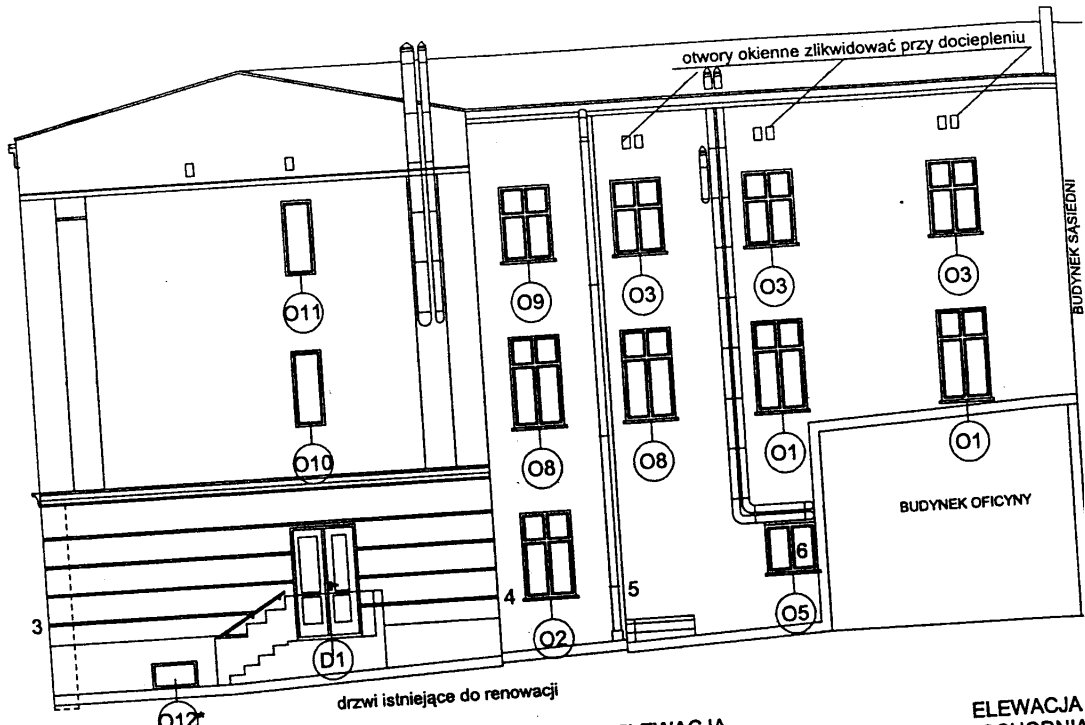 otwory okienne zlikwidować przy dociepleniu
BUDYNEK SĄSIEDNI
O11
O9
O3
O3
O3
O10
O8
O8
O1
O1
BUDYNEK OFICYNY
3
4
5
6
O2
O5
D1
O12*
drzwi istniejące do renowacji
ELEWACJA